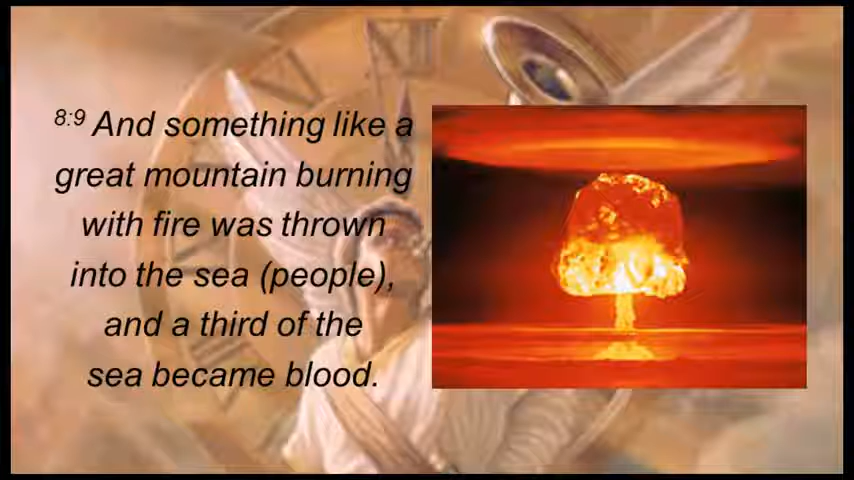 8:9 And something like a
great mountain burning
with fire was thrown
into the sea (people),
and a third of the
sea became blood.